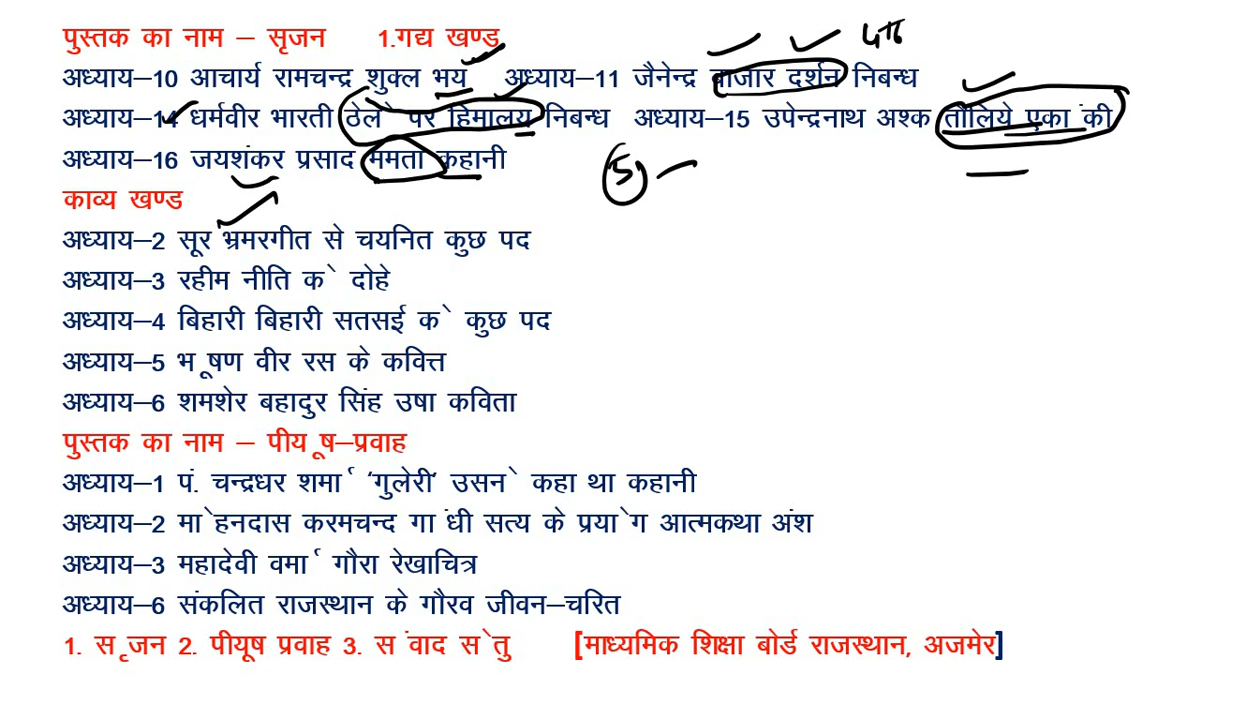 पुस्तक का नाम – सृजन 1.गद्य खण्ड
अध्याय–10 आचार्य रामचन्द्र शुक्ल भय अध्याय–11 जैनेन्द्र बाजार दर्शन निबन्ध
अध्याय–14 धर्मवीर भारती ठेले पर हिमालय निबन्ध अध्याय–15 उपेन्द्रनाथ अश्क तौलिये एकांकी
अध्याय–16 जयशंकर प्रसाद ममता कहानी 5
काव्य खण्ड
अध्याय–2 सूर भ्रमरगीत से चयनित कुछ पद
अध्याय–3 रहीम नीति के दोहे
अध्याय–4 बिहारी बिहारी सतसई के कुछ पद
अध्याय–5 भूषण वीर रस के कवित्त
अध्याय–6 शमशेर बहादुर सिंह उषा कविता
पुस्तक का नाम – पीयूष–प्रवाह
अध्याय–1 पं. चन्द्रधर शर्मा 'गुलेरी' उसने कहा था कहानी
अध्याय–2 मोहनदास करमचन्द गांधी सत्य के प्रयोग आत्मकथा अंश
अध्याय–3 महादेवी वर्मा गौरा रेखाचित्र
अध्याय–6 संकलित राजस्थान के गौरव जीवन–चरित
1. सृजन 2. पीयूष प्रवाह 3. संवाद सेतु [माध्यमिक शिक्षा बोर्ड राजस्थान, अजमेर]